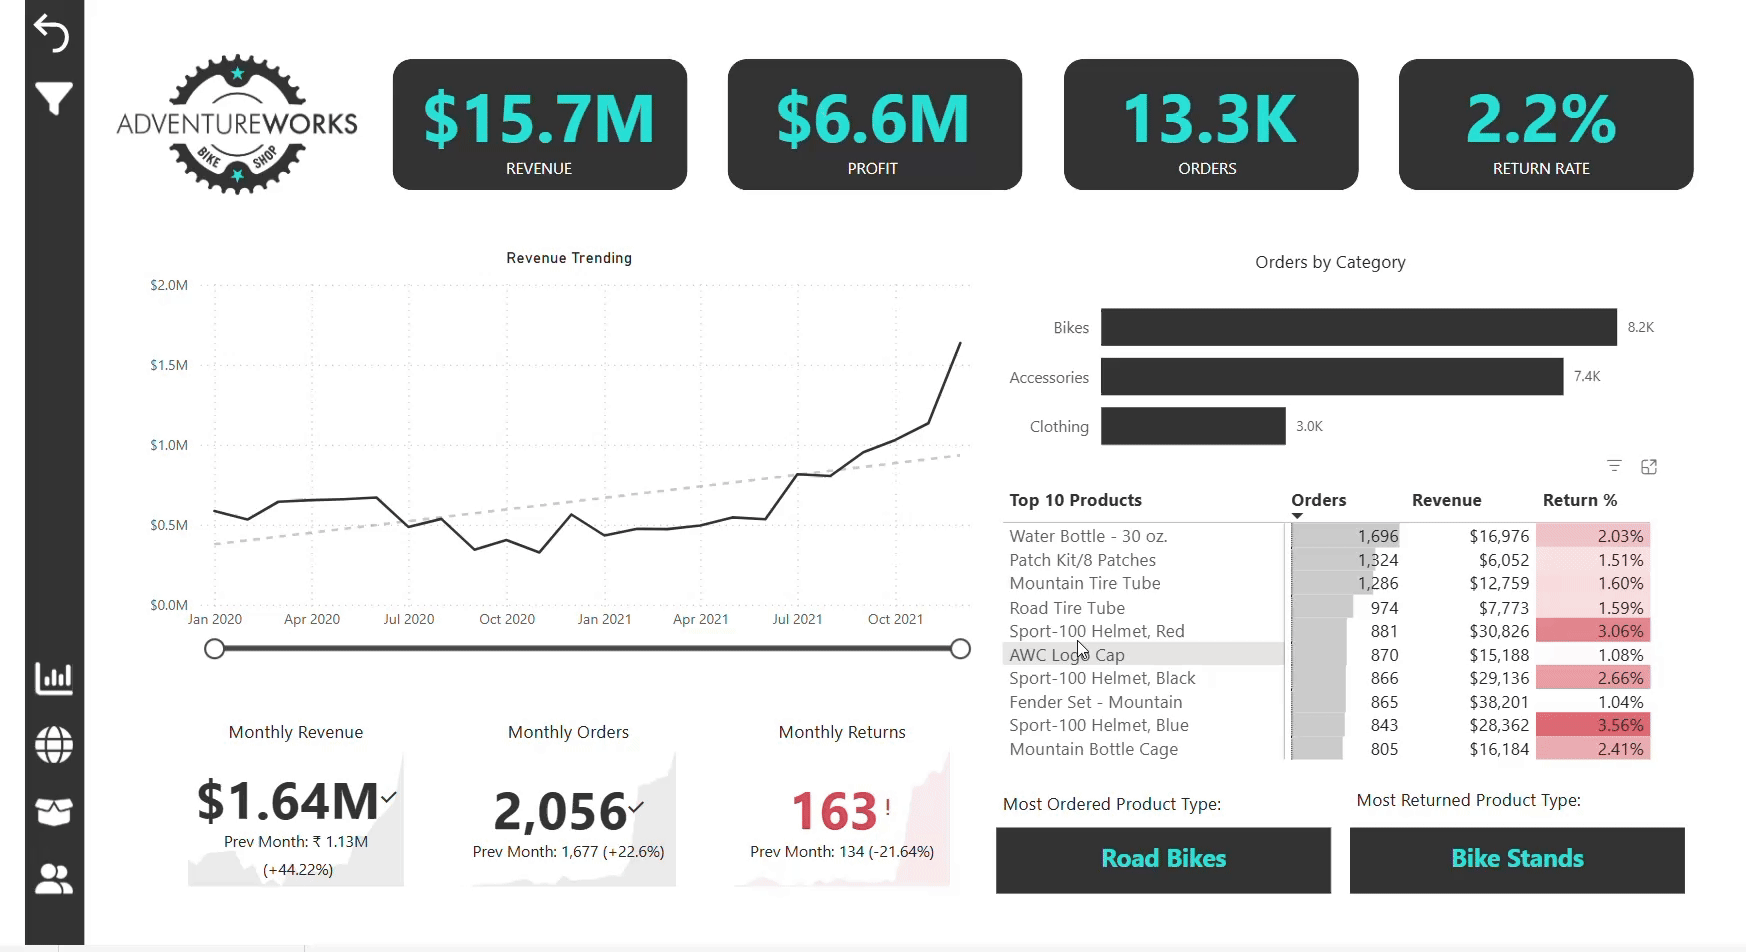 ADVENTUREWORKS
BIKE SHOP
$15.7M
REVENUE
$6.6M
PROFIT
13.3K
ORDERS
2.2%
RETURN RATE
Revenue Trending
$2.0M
$1.5M
$1.0M
$0.5M
$0.0M
Jan 2020 Apr 2020 Jul 2020 Oct 2020 Jan 2021 Apr 2021 Jul 2021 Oct 2021
Orders by Category
Bikes 8.2K
Accessories 7.4K
Clothing 3.0K
Top 10 Products Orders Revenue Return %
Water Bottle - 30 oz. 1,696 $16,976 2.03%
Patch Kit/8 Patches 1,324 $6,052 1.51%
Mountain Tire Tube 1,286 $12,759 1.60%
Road Tire Tube 974 $7,773 1.59%
Sport-100 Helmet, Red 881 $30,826 3.06%
AWC Logo Cap 870 $15,188 1.08%
Sport-100 Helmet, Black 866 $29,136 2.66%
Fender Set - Mountain 865 $38,201 1.04%
Sport-100 Helmet, Blue 843 $28,362 3.56%
Mountain Bottle Cage 805 $16,184 2.41%
Monthly Revenue
$1.64M
Prev Month: ₹ 1.13M
(+44.22%)
Monthly Orders
2,056
Prev Month: 1,677 (+22.6%)
Monthly Returns
163!
Prev Month: 134 (-21.64%)
Most Ordered Product Type:
Road Bikes
Most Returned Product Type:
Bike Stands